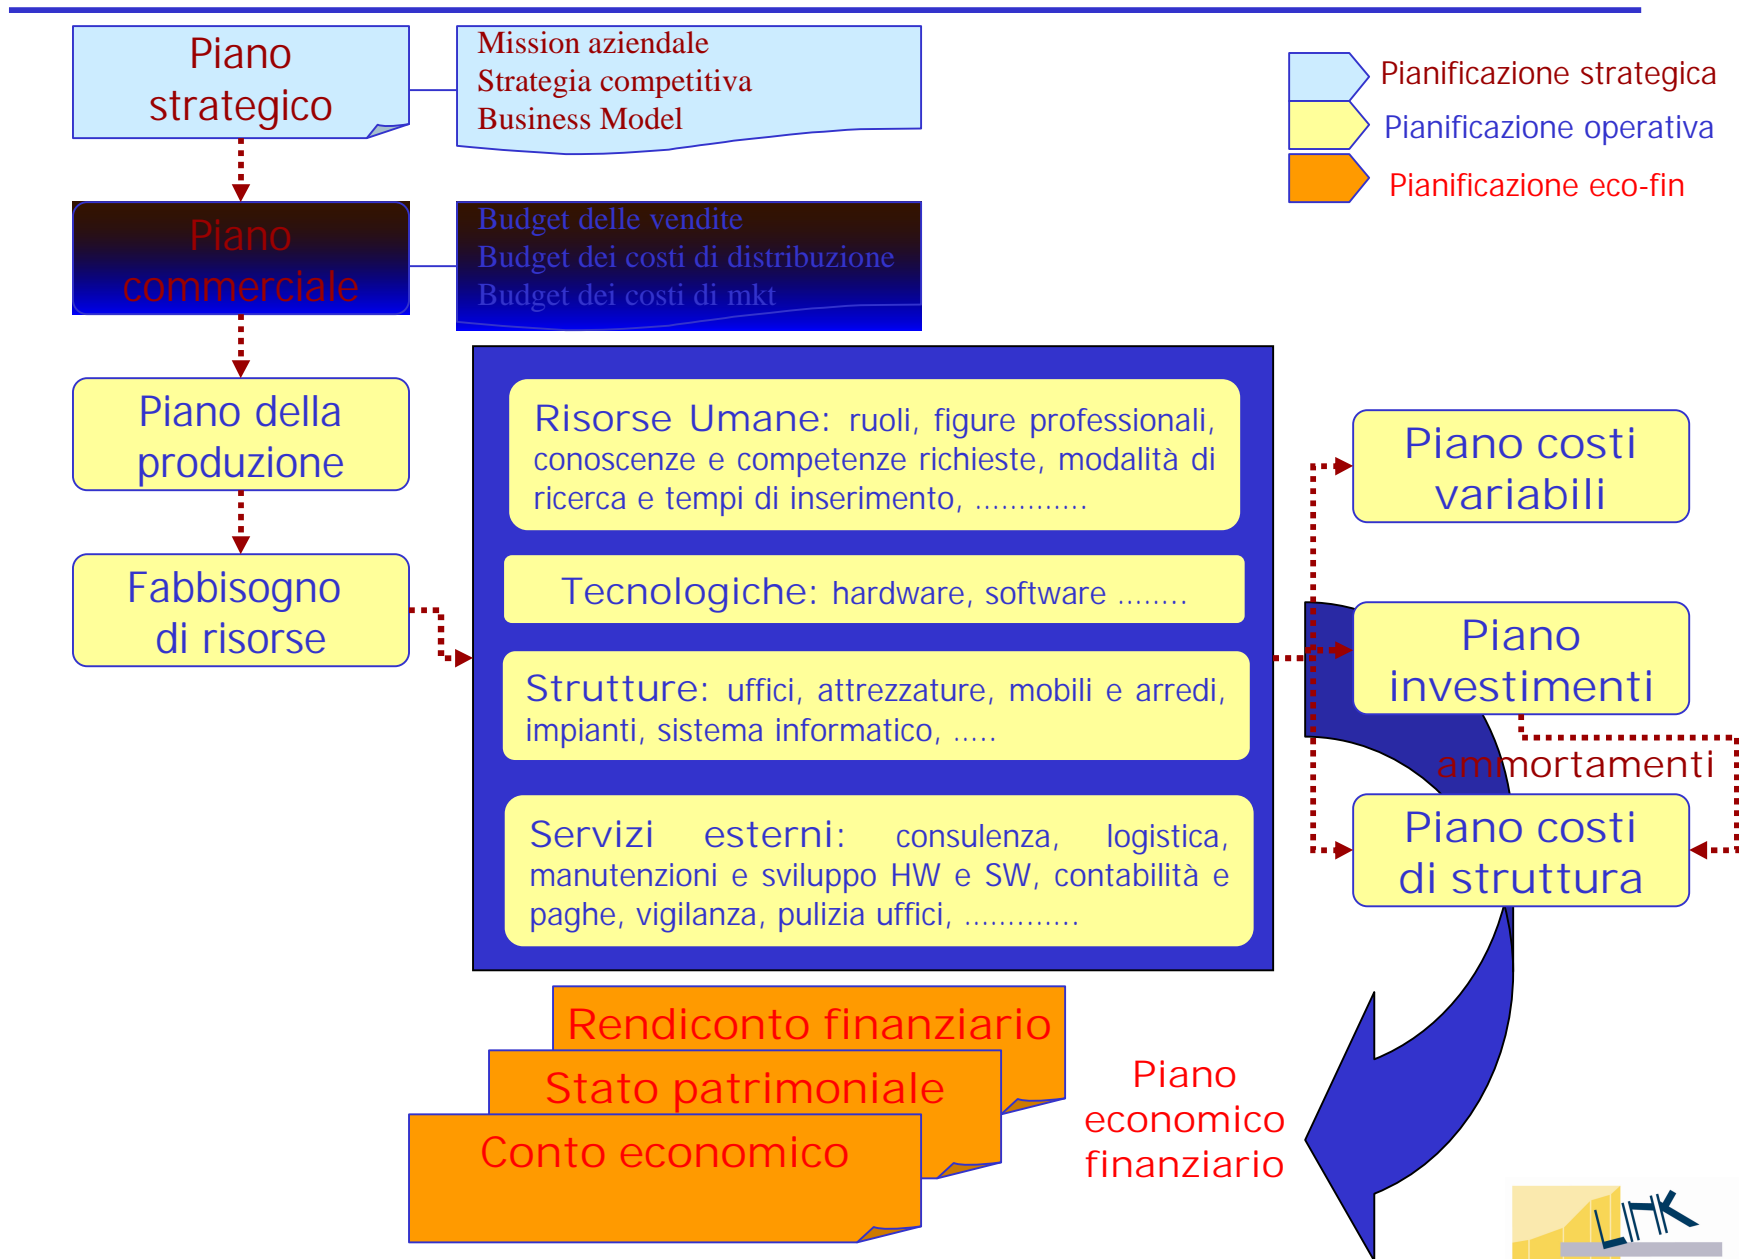 Piano
strategico
Mission aziendale
Strategia competitiva
Business Model
Pianificazione strategica
Pianificazione operativa
Pianificazione eco-fin
Piano
commerciale
Budget delle vendite
Budget dei costi di distribuzione
Budget dei costi di mkt
Piano della
produzione
Fabbisogno
di risorse
Risorse Umane: ruoli, figure professionali,
conoscenze e competenze richieste, modalità di
ricerca e tempi di inserimento, .............
Tecnologiche: hardware, software ........
Strutture: uffici, attrezzature, mobili e arredi,
impianti, sistema informatico, .....
Servizi esterni: consulenza, logistica,
manutenzioni e sviluppo HW e SW, contabilità e
paghe, vigilanza, pulizia uffici, .............
Piano costi
variabili
Piano
investimenti
ammortamenti
Piano costi
di struttura
Rendiconto finanziario
Stato patrimoniale
Conto economico
Piano
economico
finanziario
LINK